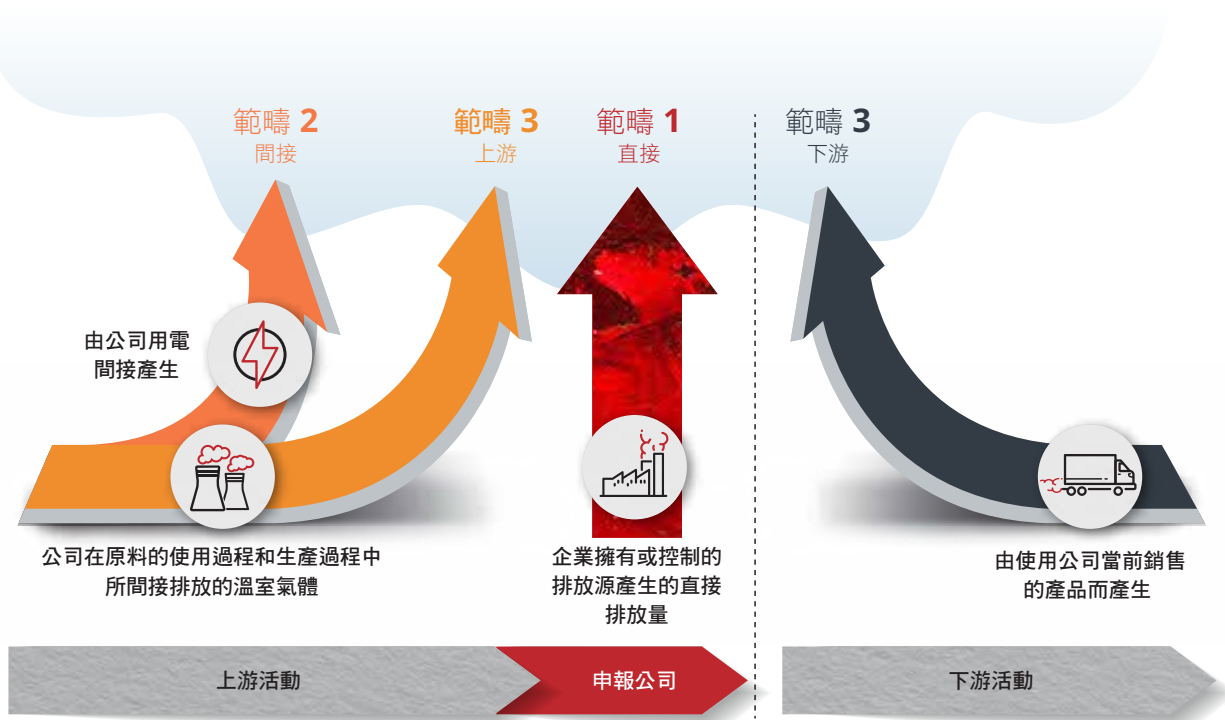 範疇 2
間接
範疇 3
上游
範疇 1
直接
範疇 3
下游
由公司用電
間接產生
公司在原料的使用過程和生產過程中
所間接排放的溫室氣體
企業擁有或控制的
排放源產生的直接
排放量
由使用公司當前銷售
的產品而產生
上游活動
申報公司
下游活動